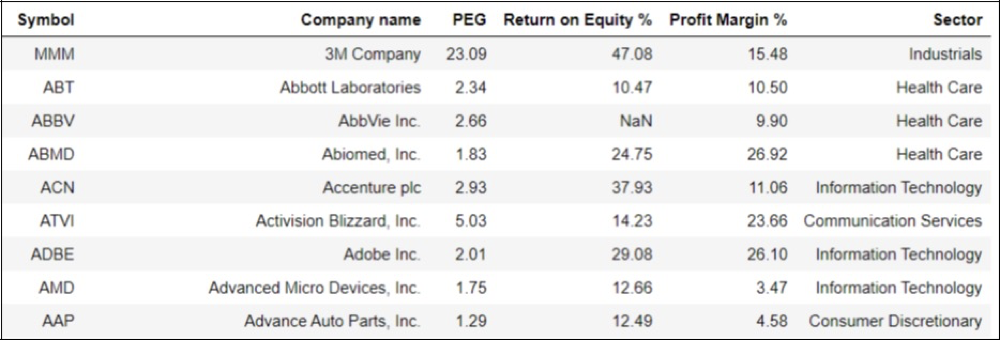 Symbol Company name PEG Return on Equity % Profit Margin % Sector
MMM 3M Company 23.09 47.08 15.48 Industrials
ABT Abbott Laboratories 2.34 10.47 10.50 Health Care
ABBV AbbVie Inc. 2.66 NaN 9.90 Health Care
ABMD Abiomed, Inc. 1.83 24.75 26.92 Health Care
ACN Accenture plc 2.93 37.93 11.06 Information Technology
ATVI Activision Blizzard, Inc. 5.03 14.23 23.66 Communication Services
ADBE Adobe Inc. 2.01 29.08 26.10 Information Technology
AMD Advanced Micro Devices, Inc. 1.75 12.66 3.47 Information Technology
AAP Advance Auto Parts, Inc. 1.29 12.49 4.58 Consumer Discretionary